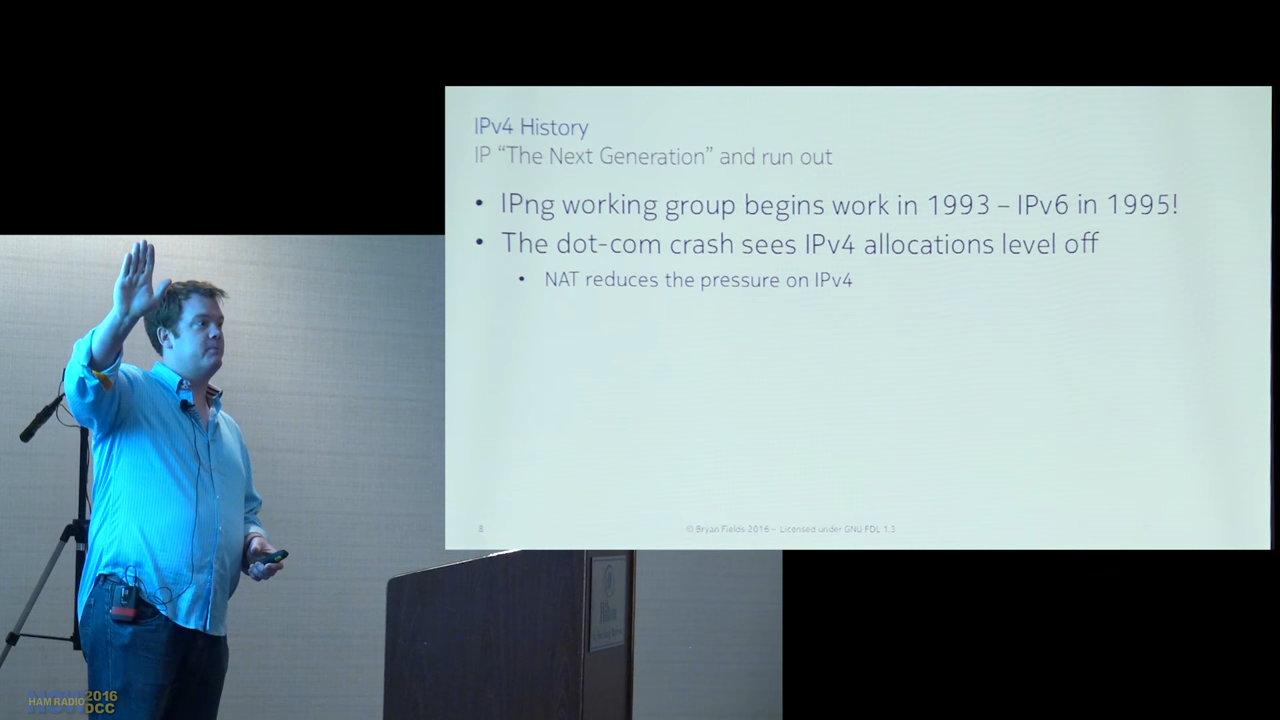 IPv4 History
IP “The Next Generation” and run out
• IPng working group begins work in 1993 – IPv6 in 1995!
• The dot-com crash sees IPv4 allocations level off
• NAT reduces the pressure on IPv4
8
© Bryan Fields 2016 – Licensed under GNU FDL 1.3
HAM RADIO 2016
DCC